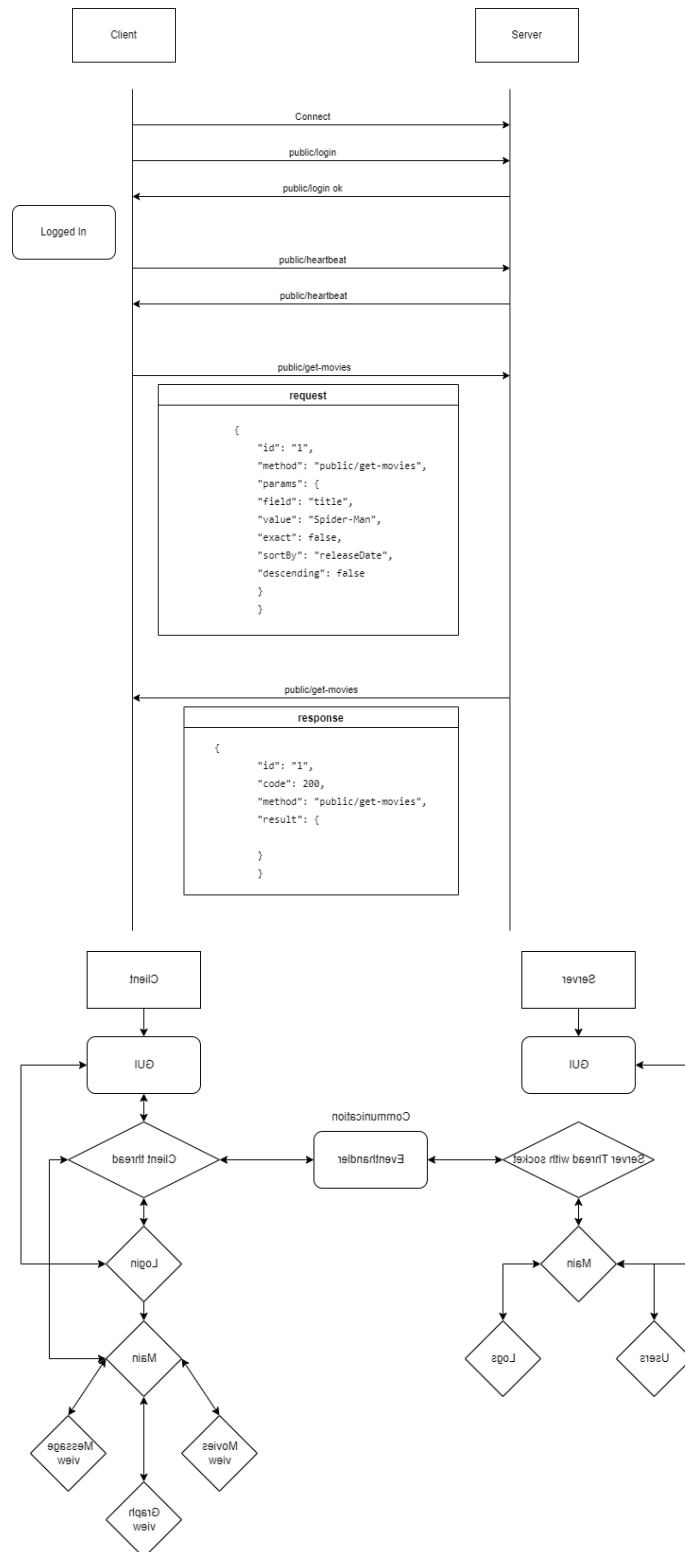 Client
Server
Connect
public/login
public/login ok
Logged In
public/heartbeat
public/heartbeat
public/get-movies
request
{
"id": "1",
"method": "public/get-movies",
"params": {
"field": "title",
"value": "Spider-Man",
"exact": false,
"sortBy": "releaseDate",
"descending": false
}
}
public/get-movies
response
{
"id": "1",
"code": 200,
"method": "public/get-movies",
"result": {
}
}
Client
Server
GUI
GUI
Communication
Client thread
Eventhandler
Server Thread with socket
Login
Main
Main
Logs
Users
Message
view
Movies
view
Graph
view